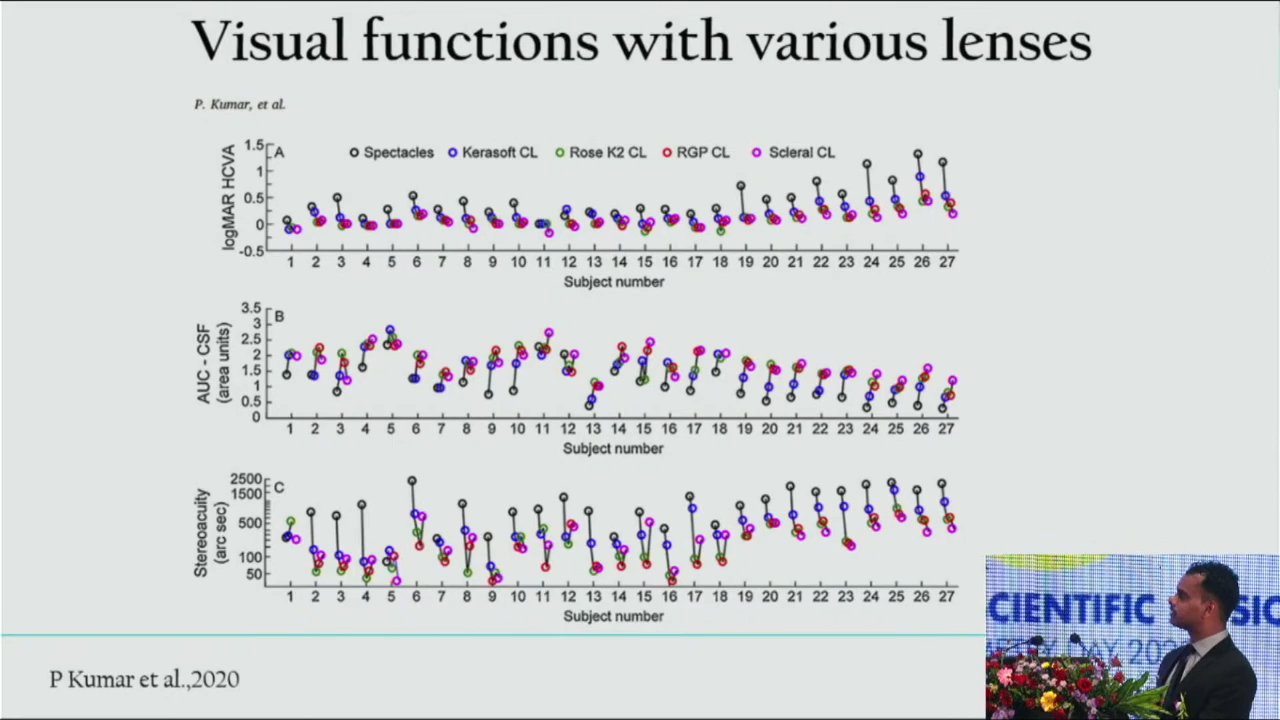 Visual functions with various lenses
P. Kumar, et al.
A
Spectacles Kerasoft CL Rose K2 CL RGP CL Scleral CL
logMAR HCVA
1.5
1
0.5
0
-0.5
1 2 3 4 5 6 7 8 9 10 11 12 13 14 15 16 17 18 19 20 21 22 23 24 25 26 27
Subject number
B
AUC - CSF
(area units)
3.5
3
2.5
2
1.5
1
0.5
0
1 2 3 4 5 6 7 8 9 10 11 12 13 14 15 16 17 18 19 20 21 22 23 24 25 26 27
Subject number
C
Stereoacuity
(arc sec)
2500
1500
500
100
50
1 2 3 4 5 6 7 8 9 10 11 12 13 14 15 16 17 18 19 20 21 22 23 24 25 26 27
Subject number
P Kumar et al.,2020
CIENTIFIC
DAY